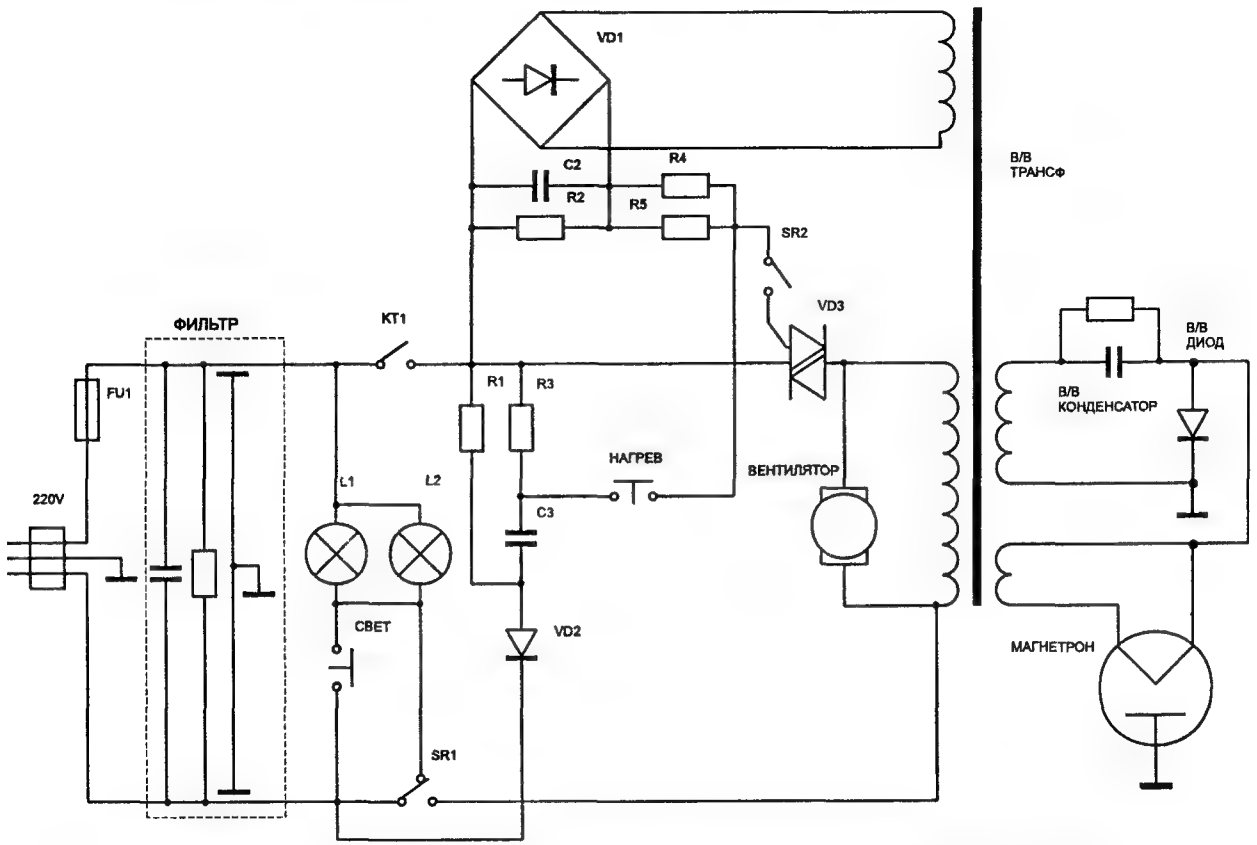 VD1
C2
R4
R2
R5
В/В
ТРАНСФ
SR2
VD3
ФИЛЬТР
КТ1
В/В
ДИОД
FU1
R1
R3
В/В
КОНДЕНСАТОР
НАГРЕВ
ВЕНТИЛЯТОР
220V
L1
L2
C3
СВЕТ
VD2
МАГНЕТРОН
SR1